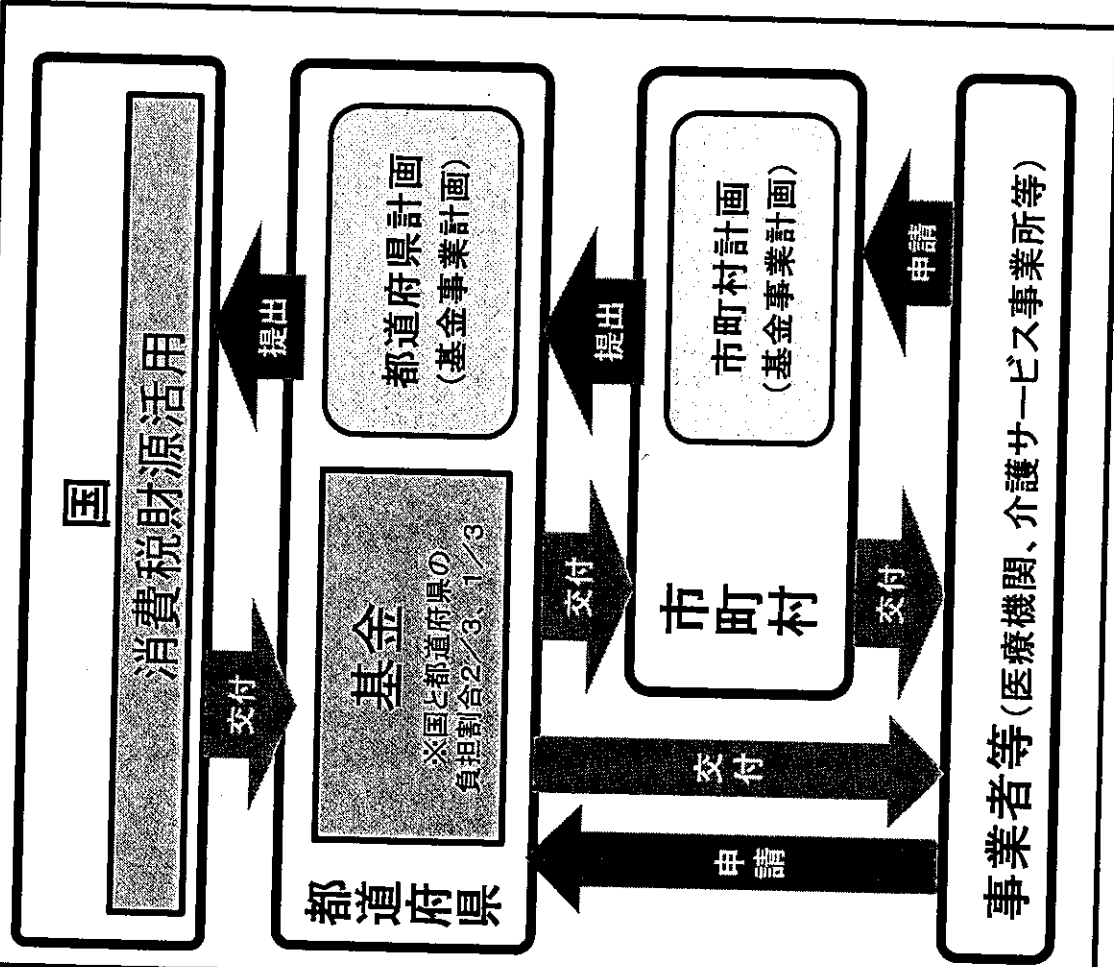 国
消費税財源活用
交付
提出
都道府県
基金
※国と都道府県の
負担割合2/3、1/3
都道府県計画
(基金事業計画)
申請
交付
交付
提出
市町村
市町村計画
(基金事業計画)
交付
申請
事業者等(医療機関、介護サービス事業所等)